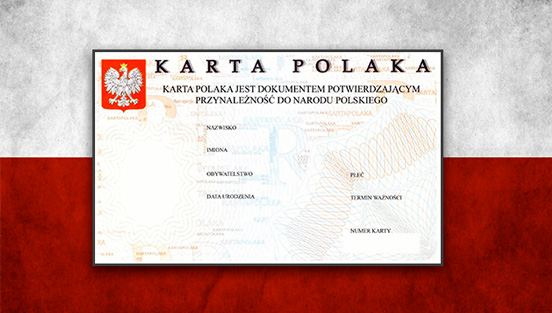 KARTA POLAKA
KARTA POLAKA JEST DOKUMENTEM POTWIERDZAJĄCYM
PRZYNALEŻNOŚĆ DO NARODU POLSKIEGO
NAZWISKO
IMIONA
OBYWATELSTWO
PŁEĆ
DATA URODZENIA
TERMIN WAŻNOŚCI
NUMER KARTY